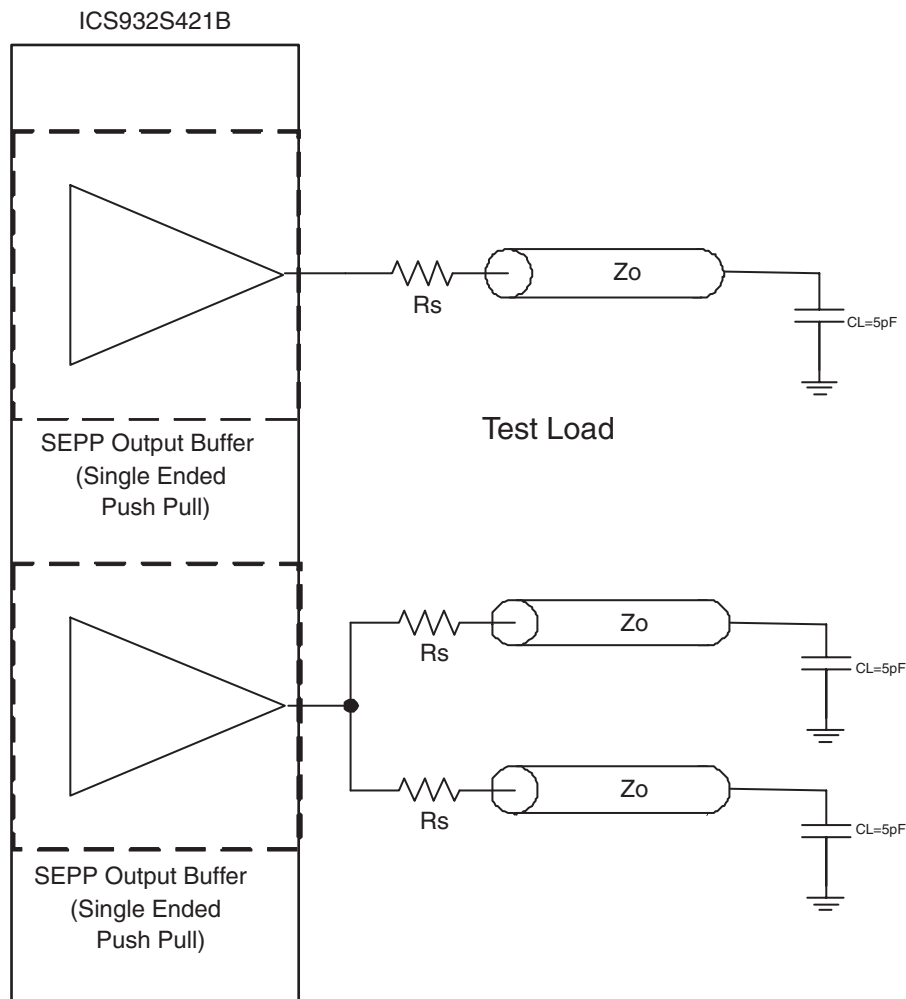 ICS932S421B
Rs
Zo
CL=5pF
SEPP Output Buffer
(Single Ended
Push Pull)
Test Load
Rs
Zo
CL=5pF
Rs
Zo
CL=5pF
SEPP Output Buffer
(Single Ended
Push Pull)